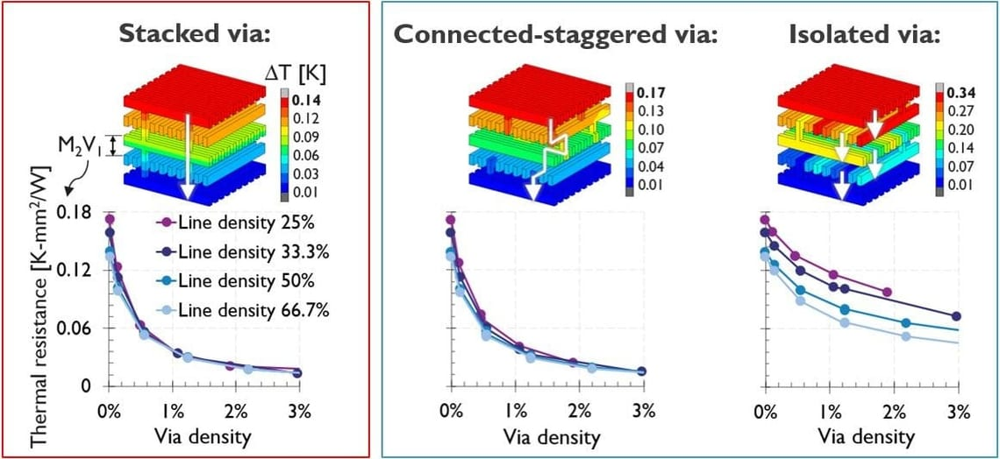 Stacked via:
ΔT [K]
0.14
0.12
0.09
0.06
0.03
0.01
M₂V₁
Thermal resistance [K-mm²/W]
0.18
0.12
0.06
0
Line density 25%
Line density 33.3%
Line density 50%
Line density 66.7%
0% 1% 2% 3%
Via density
Connected-staggered via:
0.17
0.13
0.10
0.07
0.04
0.01
0% 1% 2% 3%
Via density
Isolated via:
0.34
0.27
0.20
0.14
0.07
0.01
0% 1% 2% 3%
Via density